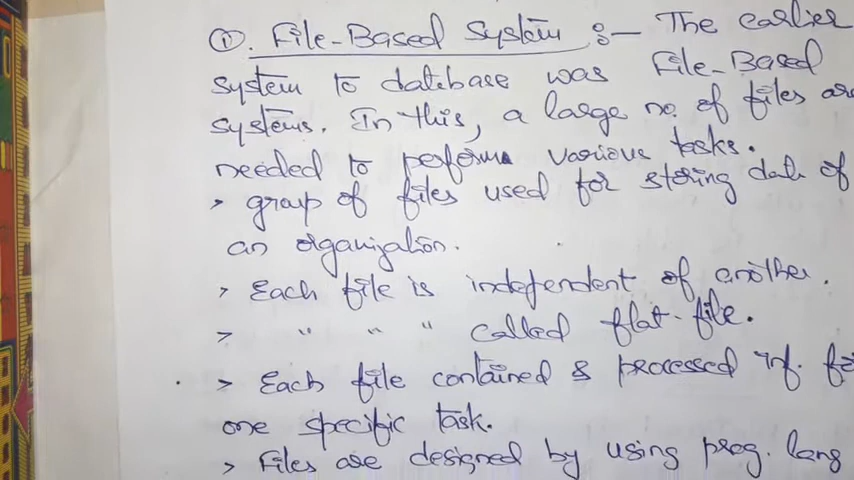 ①. File-Based System :— The earlier
system to database was File-Based
systems. In this, a large no. of files are
needed to perform various tasks.
> group of files used for storing data of
an organization.
> Each file is independent of another.
> " " " called flat-file.
> Each file contained & processed inf. for
one specific task.
> Files are designed by using prog. lang